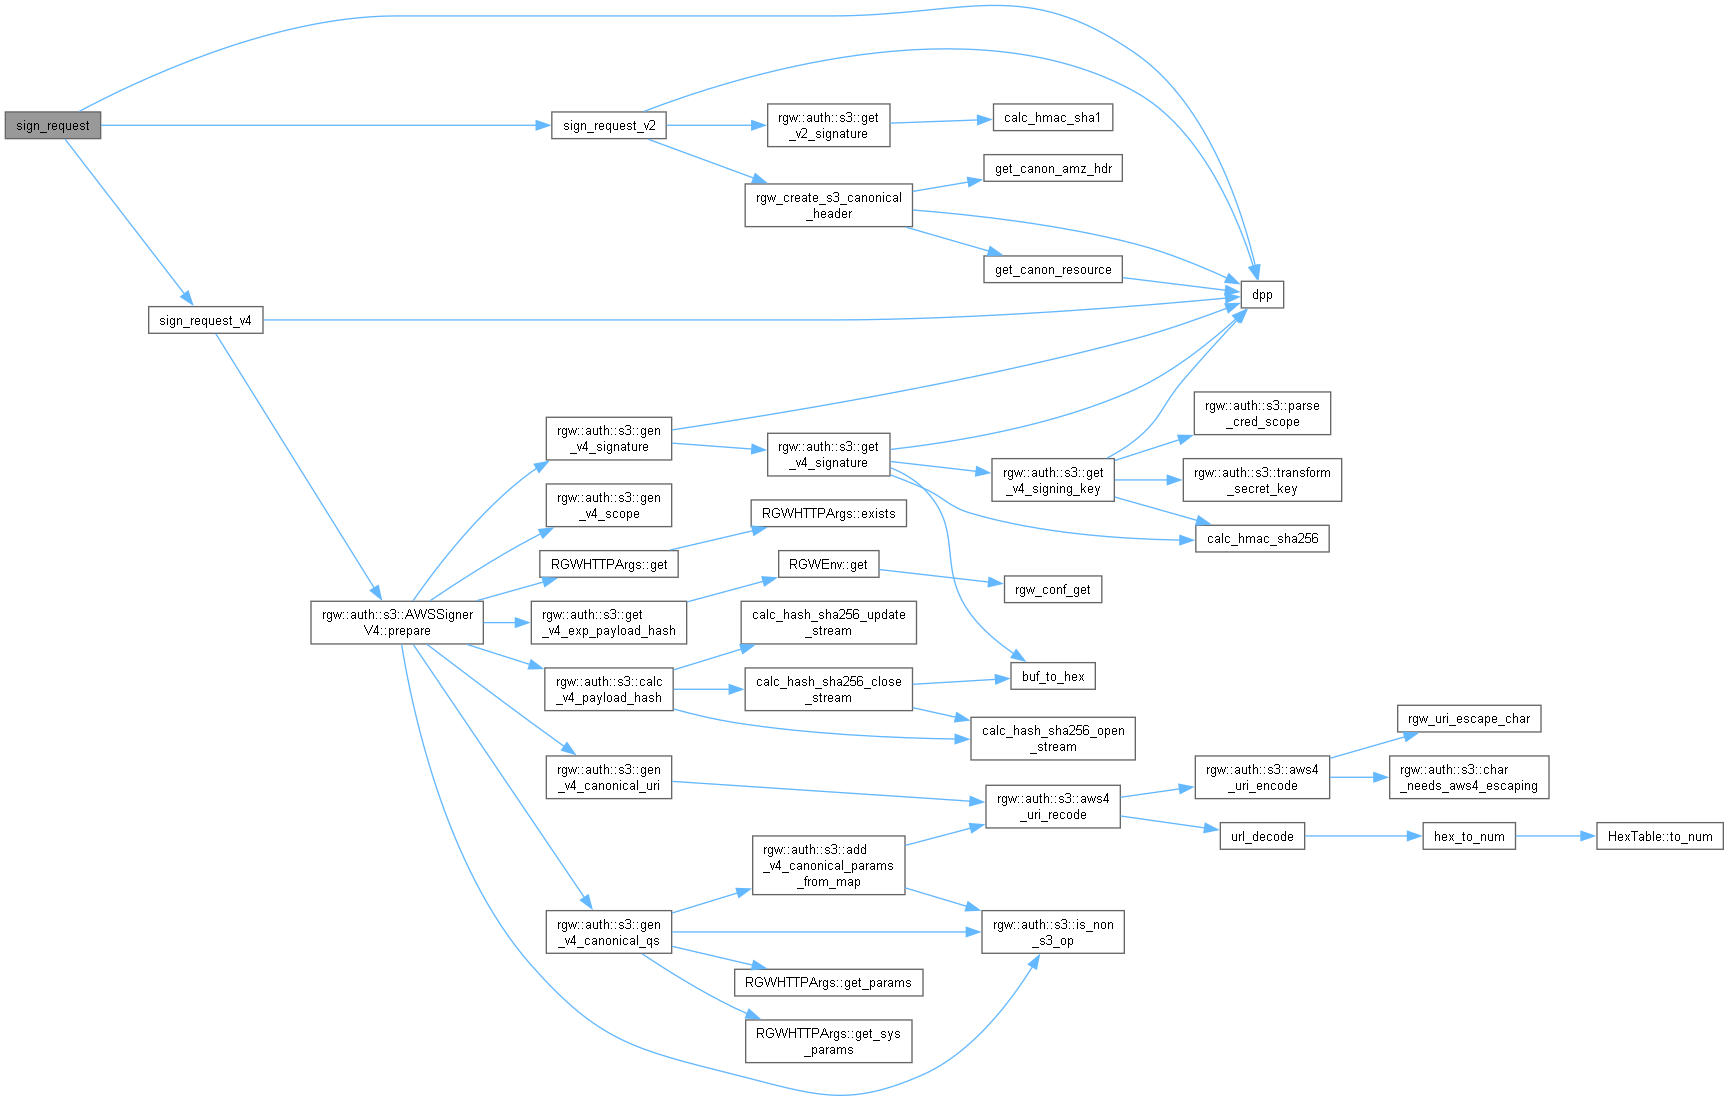 sign_request
sign_request_v2
rgw::auth::s3::get
_v2_signature
calc_hmac_sha1
get_canon_amz_hdr
rgw_create_s3_canonical
_header
get_canon_resource
dpp
sign_request_v4
rgw::auth::s3::gen
_v4_signature
rgw::auth::s3::get
_v4_signature
rgw::auth::s3::parse
_cred_scope
rgw::auth::s3::get
_v4_signing_key
rgw::auth::s3::transform
_secret_key
calc_hmac_sha256
rgw::auth::s3::gen
_v4_scope
RGWHTTPArgs::exists
RGWHTTPArgs::get
RGWEnv::get
rgw_conf_get
rgw::auth::s3::AWSSigner
V4::prepare
rgw::auth::s3::get
_v4_exp_payload_hash
calc_hash_sha256_update
_stream
rgw::auth::s3::calc
_v4_payload_hash
calc_hash_sha256_close
_stream
buf_to_hex
calc_hash_sha256_open
_stream
rgw::auth::s3::gen
_v4_canonical_uri
rgw::auth::s3::aws4
_uri_recode
rgw::auth::s3::aws4
_uri_encode
rgw_uri_escape_char
rgw::auth::s3::char
_needs_aws4_escaping
url_decode
hex_to_num
HexTable::to_num
rgw::auth::s3::add
_v4_canonical_params
_from_map
rgw::auth::s3::gen
_v4_canonical_qs
rgw::auth::s3::is_non
_s3_op
RGWHTTPArgs::get_params
RGWHTTPArgs::get_sys
_params